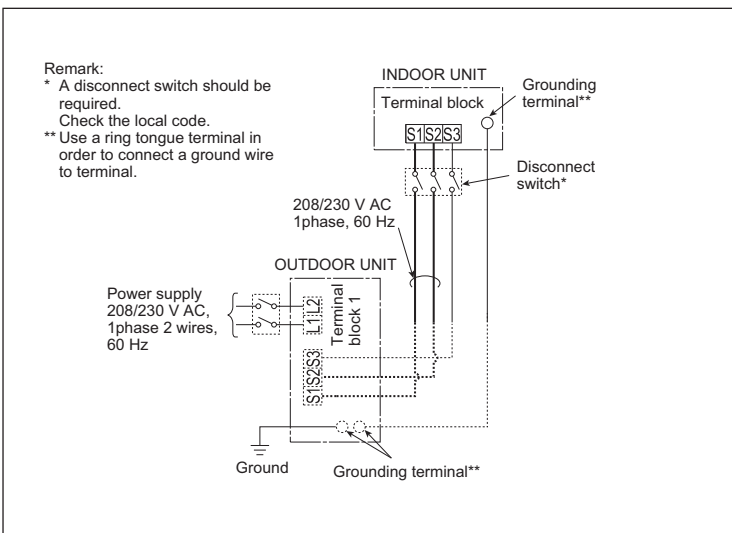 Remark:
* A disconnect switch should be
required.
Check the local code.
** Use a ring tongue terminal in
order to connect a ground wire
to terminal.
INDOOR UNIT
Terminal block
S1 S2 S3
Grounding
terminal**
Disconnect
switch*
208/230 V AC
1phase, 60 Hz
OUTDOOR UNIT
Power supply
208/230 V AC,
1phase 2 wires,
60 Hz
L1 L2
Terminal
block 1
S1 S2 S3
Ground
Grounding terminal**